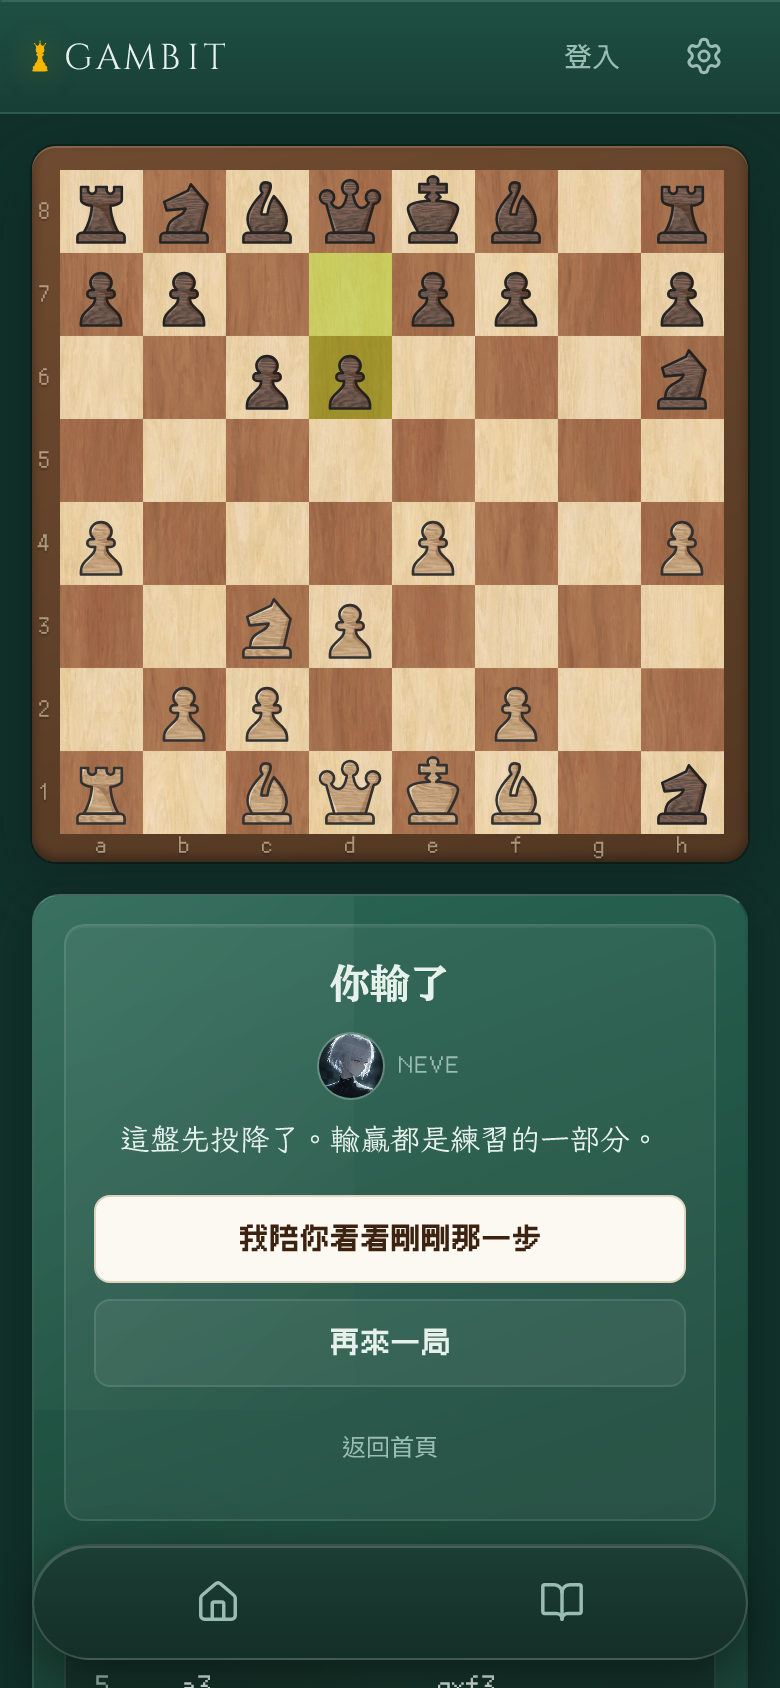 GAMBIT 登入
8
7
6
5
4
3
2
1
a b c d e f g h
你輸了
NEVE
這盤先投降了。輸贏都是練習的一部分。
我陪你看看剛剛那一步
再來一局
返回首頁